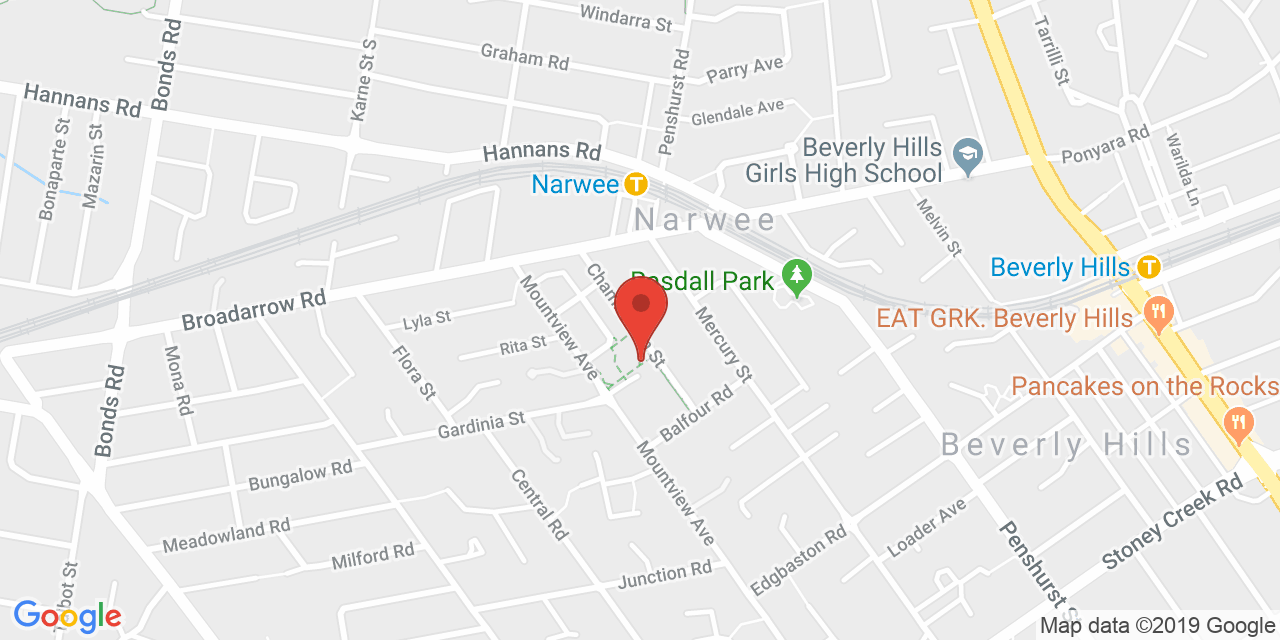 Windarra St
Graham Rd
Parry Ave
Tarrilli St
Bonds Rd
Karne St S
Penshurst Rd
Hannans Rd
Glendale Ave
Hannans Rd
Beverly Hills
Girls High School
Ponyara Rd
Warilda Ln
Bonaparte St
Mazarin St
Narwee
T
Narwee
Melvin St
Beverly Hills
T
Park
Broadarrow Rd
Lyla St
Mountview Ave
Mercury St
EAT GRK. Beverly Hills
Rita St
St
Mona Rd
Flora St
Pancakes on the Rocks
Bonds Rd
Gardinia St
Balfour Rd
Beverly Hills
Bungalow Rd
Mountview Ave
Central Rd
Stoney Creek Rd
Meadowland Rd
Milford Rd
Loader Ave
Edgbaston Rd
Junction Rd
Penshurst
St
Google
Map data ©2019 Google